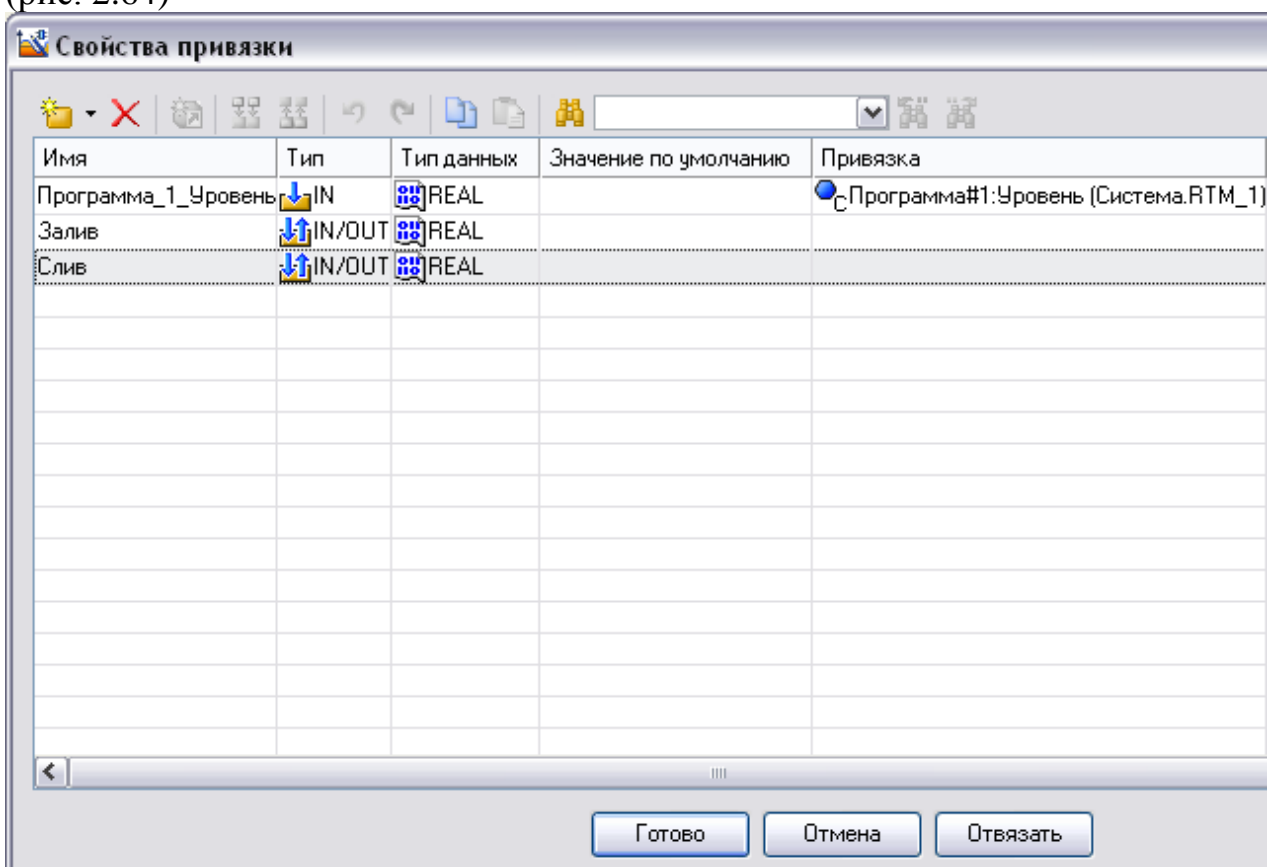 (рис. 2.64)
Свойства привязки
Имя Тип Тип данных Значение по умолчанию Привязка
Программа_1_Уровень IN REAL Программа#1:Уровень (Система.RTM_1)
Залив IN/OUT REAL
Слив IN/OUT REAL
Готово Отмена Отвязать